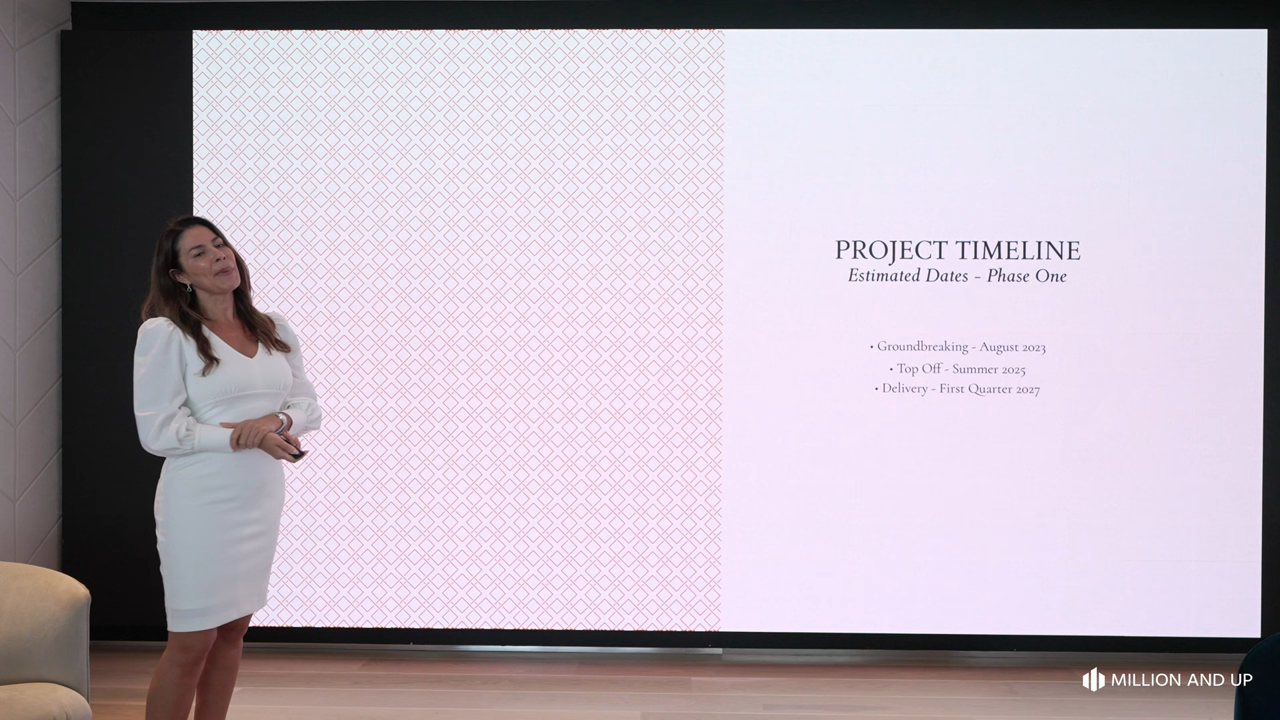 PROJECT TIMELINE
Estimated Dates - Phase One
• Groundbreaking - August 2023
• Top Off - Summer 2025
• Delivery - First Quarter 2027
MILLION AND UP